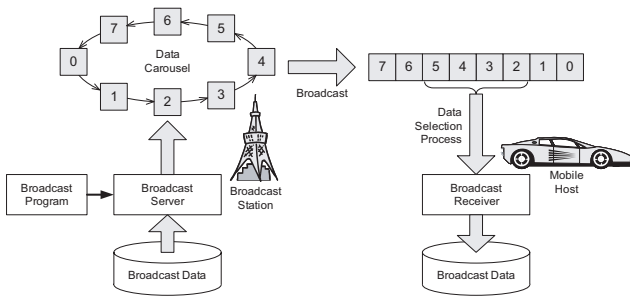 7
6
5
0
Data
Carousel
4
1
2
3
Broadcast
7 6 5 4 3 2 1 0
Data
Selection
Process
Mobile
Host
Broadcast
Program
Broadcast
Server
Broadcast
Station
Broadcast
Receiver
Broadcast Data
Broadcast Data